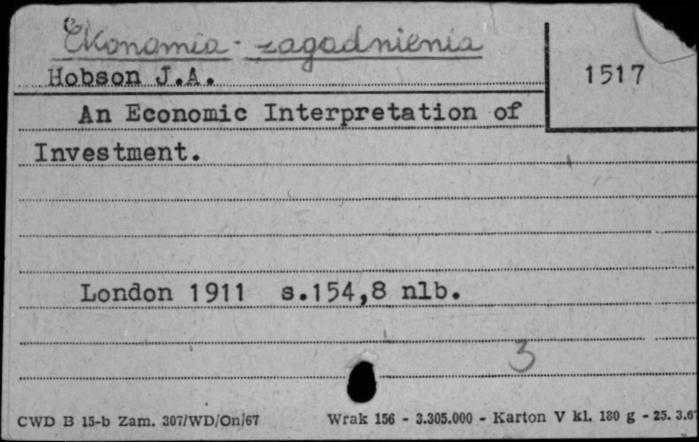 Ekonomia - zagadnienia
Hobson J.A.
1517
An Economic Interpretation of
Investment.
London 1911 s.154,8 nlb.
3
CWD B 15-b Zam. 307/WD/On/67 Wrak 156 - 3.305.000 - Karton V kl. 180 g - 25. 3.6